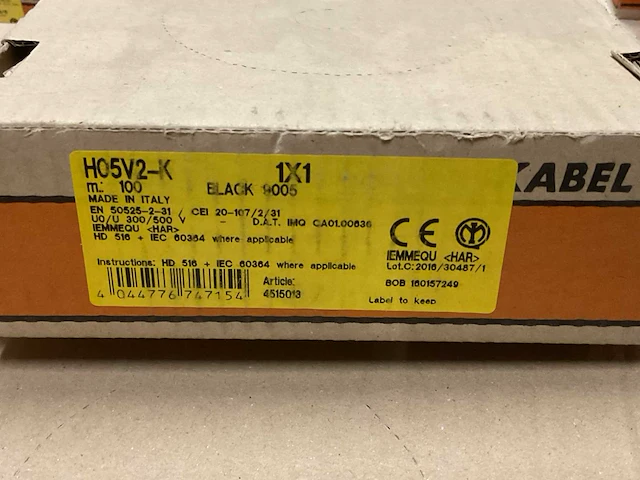 H05V2-K 1X1
m.: 100 BLACK 9005
MADE IN ITALY
EN 50525-2-31 / CEI 20-107/2/31
U0/U 300/500 V - D.A.T. IMQ CA01.00636
IEMMEQU <HAR>
HD 516 + IEC 60364 where applicable
Instructions: HD 516 + IEC 60364 where applicable
Article:
4515013
4 044776 747154
CE
IEMMEQU <HAR>
Lot.C: 2016/30487/1
BOB 160157249
Label to keep
KABEL